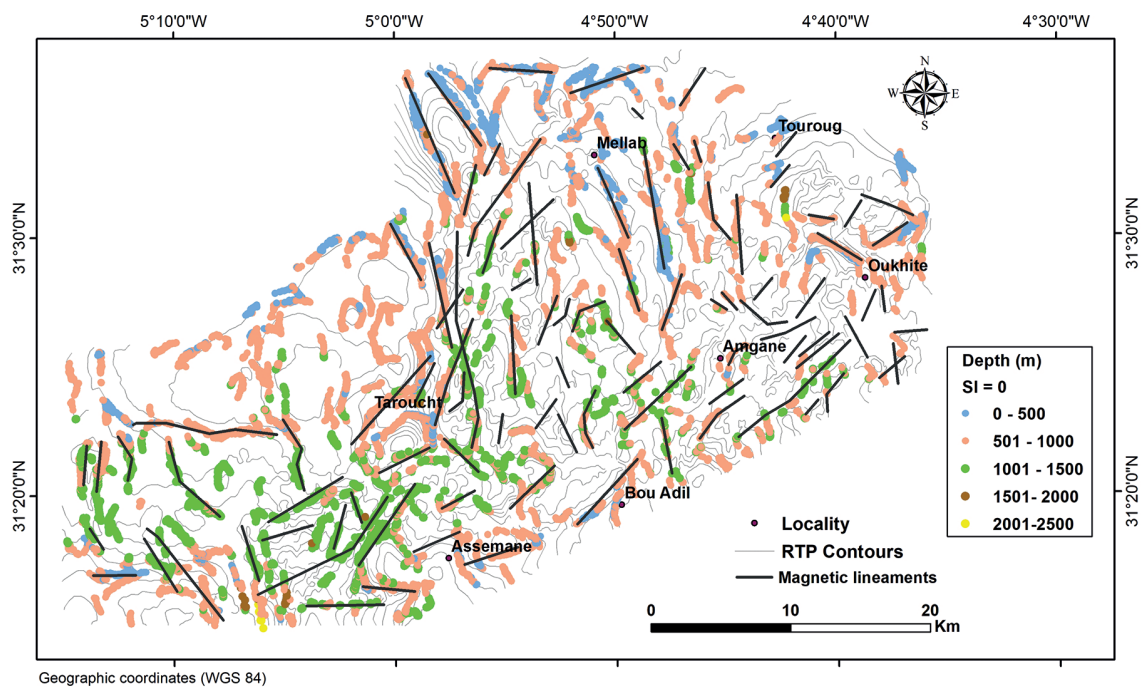 5°10'0"W 5°0'0"W 4°50'0"W 4°40'0"W 4°30'0"W
N
W E
S
Touroug
Mellab
31°30'0"N 31°30'0"N
Oukhite
Amgane
Depth (m)
SI = 0
0 - 500
Taroucht
501 - 1000
1001 - 1500
1501- 2000
2001-2500
31°20'0"N 31°20'0"N
Bou Adil
Locality
Assemane
RTP Contours
Magnetic lineaments
0 10 20
Km
Geographic coordinates (WGS 84)